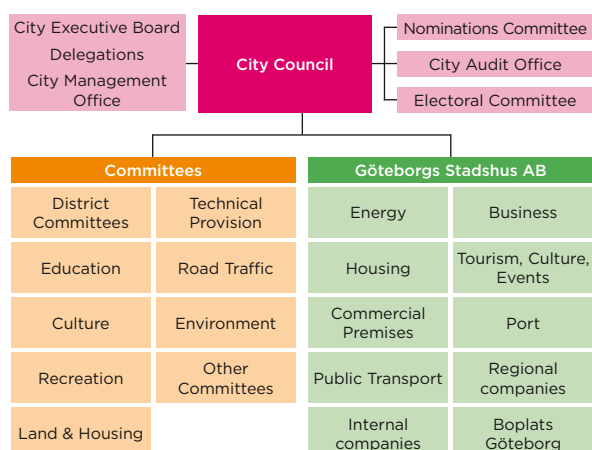 City Executive Board
Delegations
City Management
Office
City Council
Nominations Committee
City Audit Office
Electoral Committee
Committees
District
Committees
Technical
Provision
Education
Road Traffic
Culture
Environment
Recreation
Other
Committees
Land & Housing
Göteborgs Stadshus AB
Energy
Business
Housing
Tourism, Culture,
Events
Commercial
Premises
Port
Public Transport
Regional
companies
Internal
companies
Boplats
Göteborg